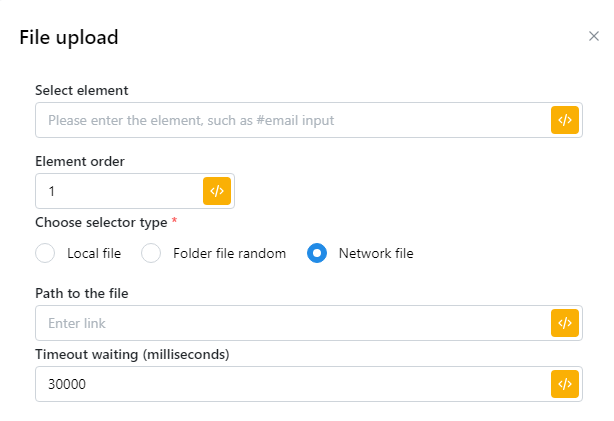 File upload
Select element
Please enter the element, such as #email input
</>
Element order
1
</>
Choose selector type *
Local file
Folder file random
Network file
Path to the file
Enter link
</>
Timeout waiting (milliseconds)
30000
</>